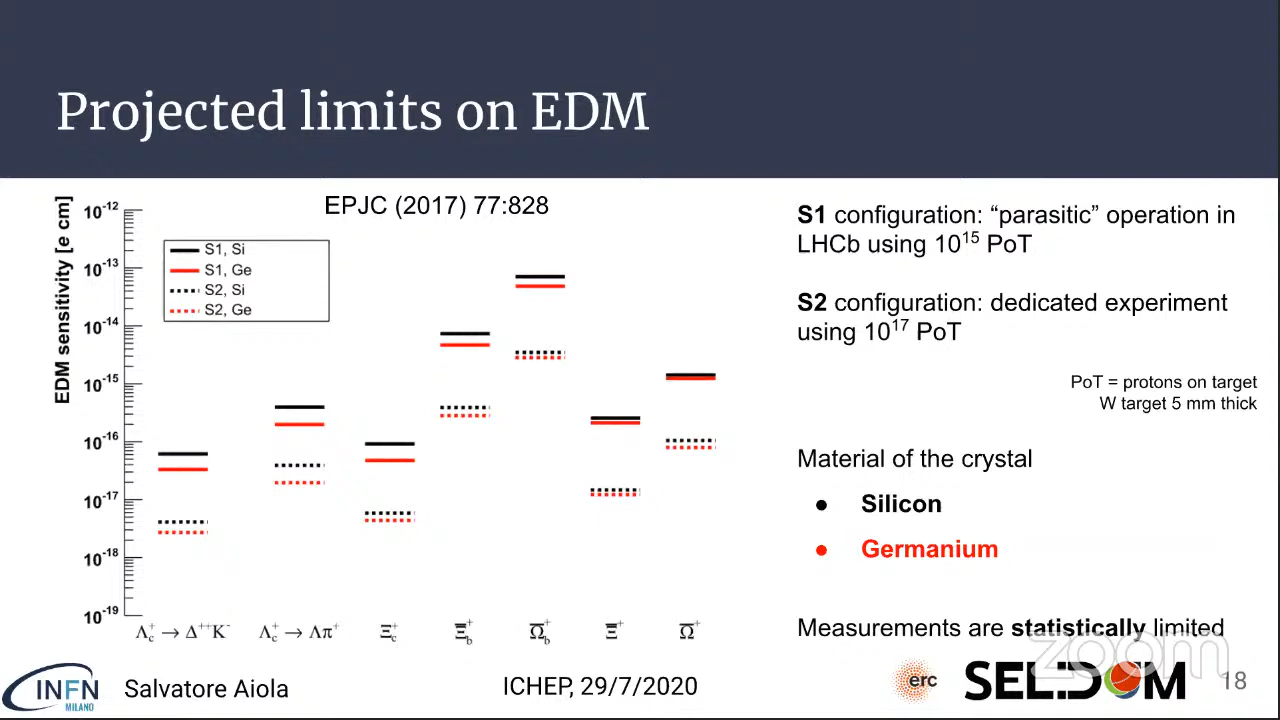 Projected limits on EDM
EPJC (2017) 77:828
EDM sensitivity [e cm]
10⁻¹²
10⁻¹³
10⁻¹⁴
10⁻¹⁵
10⁻¹⁶
10⁻¹⁷
10⁻¹⁸
10⁻¹⁹
S1, Si
S1, Ge
S2, Si
S2, Ge
Λc⁺ → Δ⁺⁺K⁻
Λc⁺ → Λπ⁺
Ξc⁺
Ξ̅b⁺
Ω̅b⁺
Ξ̅⁺
Ω̅⁺
S1 configuration: “parasitic” operation in
LHCb using 10¹⁵ PoT
S2 configuration: dedicated experiment
using 10¹⁷ PoT
PoT = protons on target
W target 5 mm thick
Material of the crystal
● Silicon
● Germanium
Measurements are statistically limited
zoom
INFN
MILANO
Salvatore Aiola
ICHEP, 29/7/2020
erc
SEL:DOM
18